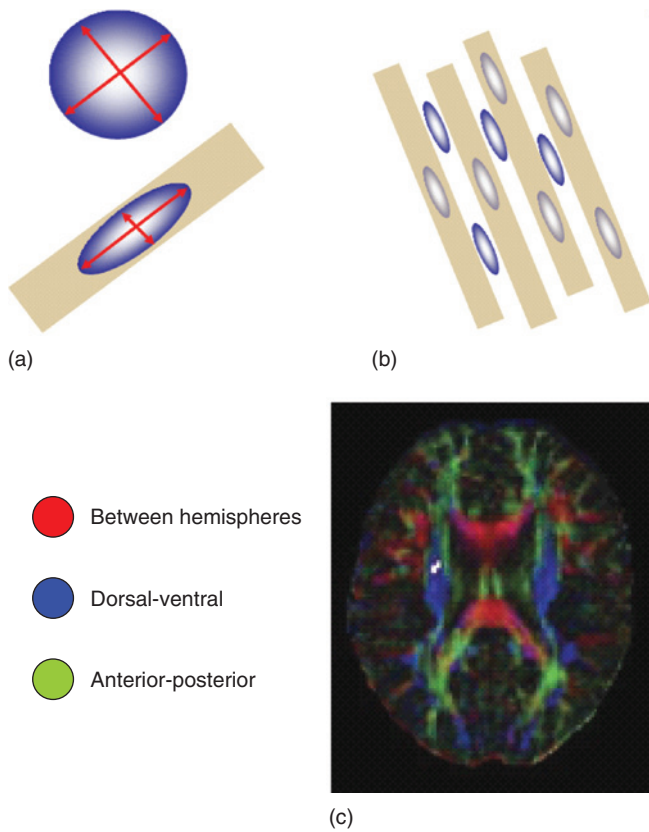 (a)
(b)
Between hemispheres
Dorsal-ventral
Anterior-posterior
(c)